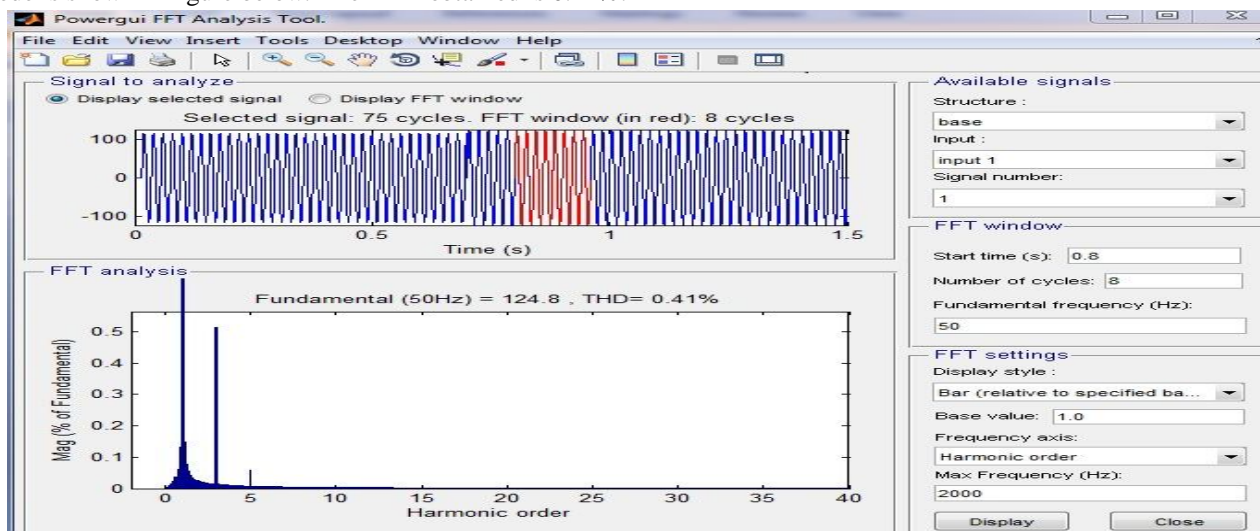 Powergui FFT Analysis Tool.
File Edit View Insert Tools Desktop Window Help
Signal to analyze
Display selected signal
Display FFT window
Selected signal: 75 cycles. FFT window (in red): 8 cycles
100
0
-100
0
0.5
1
1.5
Time (s)
FFT analysis
Fundamental (50Hz) = 124.8 , THD= 0.41%
0.5
0.4
0.3
0.2
0.1
0
Mag (% of Fundamental)
0
5
10
15
20
25
30
35
40
Harmonic order
Available signals
Structure :
base
Input :
input 1
Signal number:
1
FFT window
Start time (s): 0.8
Number of cycles: 8
Fundamental frequency (Hz):
50
FFT settings
Display style :
Bar (relative to specified ba...
Base value: 1.0
Frequency axis:
Harmonic order
Max Frequency (Hz):
2000
Display
Close